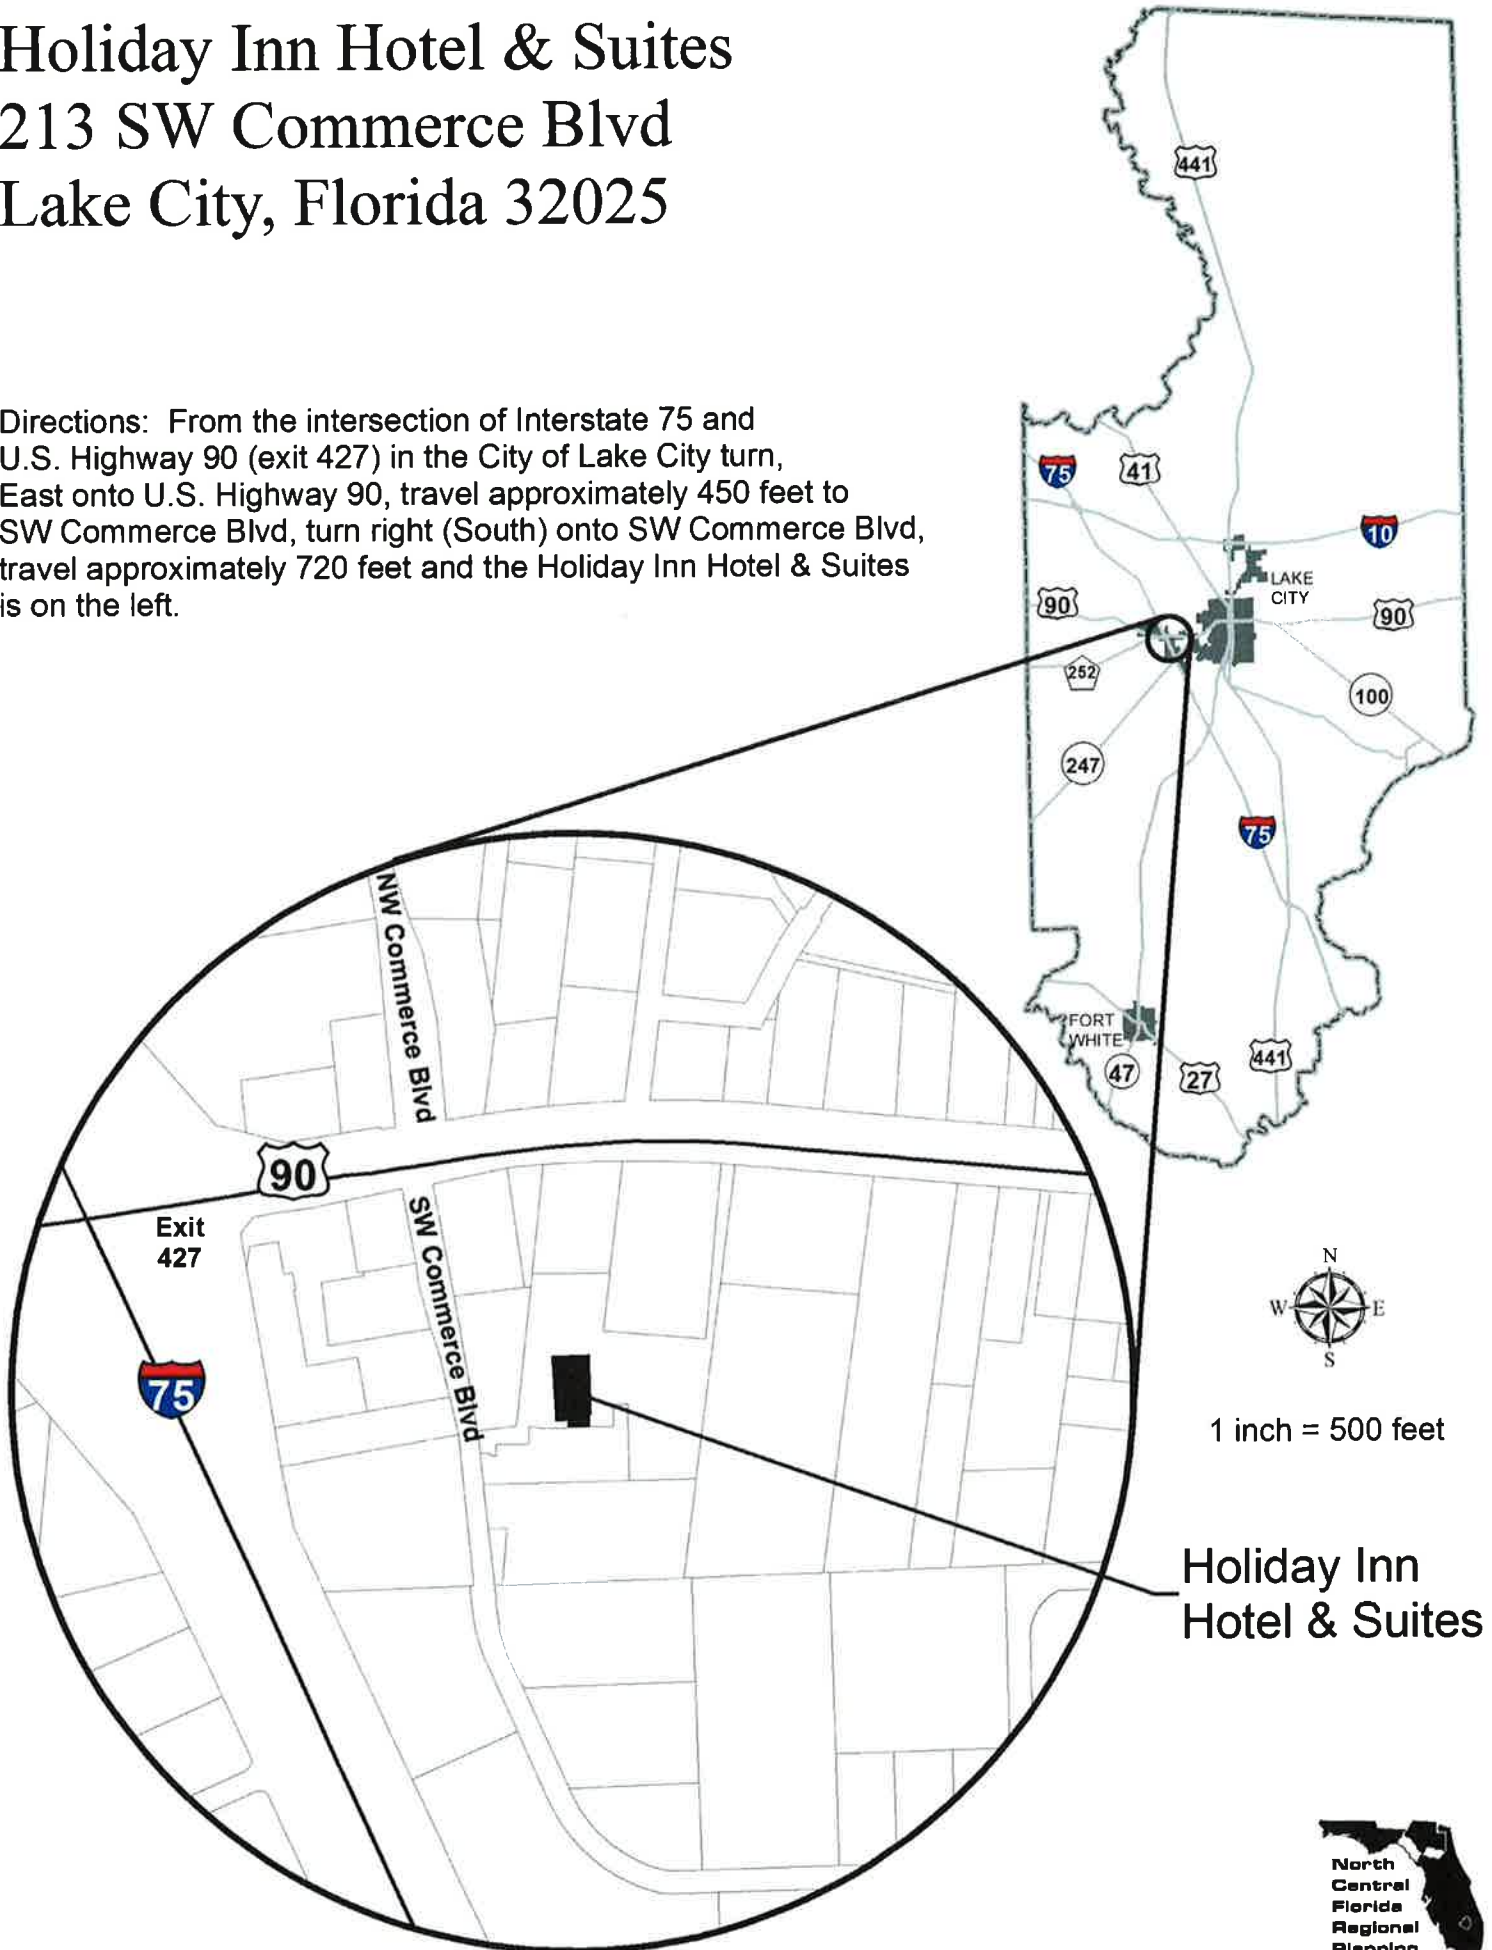 Holiday Inn Hotel & Suites
213 SW Commerce Blvd
Lake City, Florida 32025
Directions: From the intersection of Interstate 75 and
U.S. Highway 90 (exit 427) in the City of Lake City turn,
East onto U.S. Highway 90, travel approximately 450 feet to
SW Commerce Blvd, turn right (South) onto SW Commerce Blvd,
travel approximately 720 feet and the Holiday Inn Hotel & Suites
is on the left.
441
75
41
10
LAKE
CITY
90
90
252
100
247
75
FORT
WHITE
47
27
441
NW Commerce Blvd
90
Exit
427
SW Commerce Blvd
75
N
W
E
S
1 inch = 500 feet
Holiday Inn
Hotel & Suites
North
Central
Florida
Regional
Planning